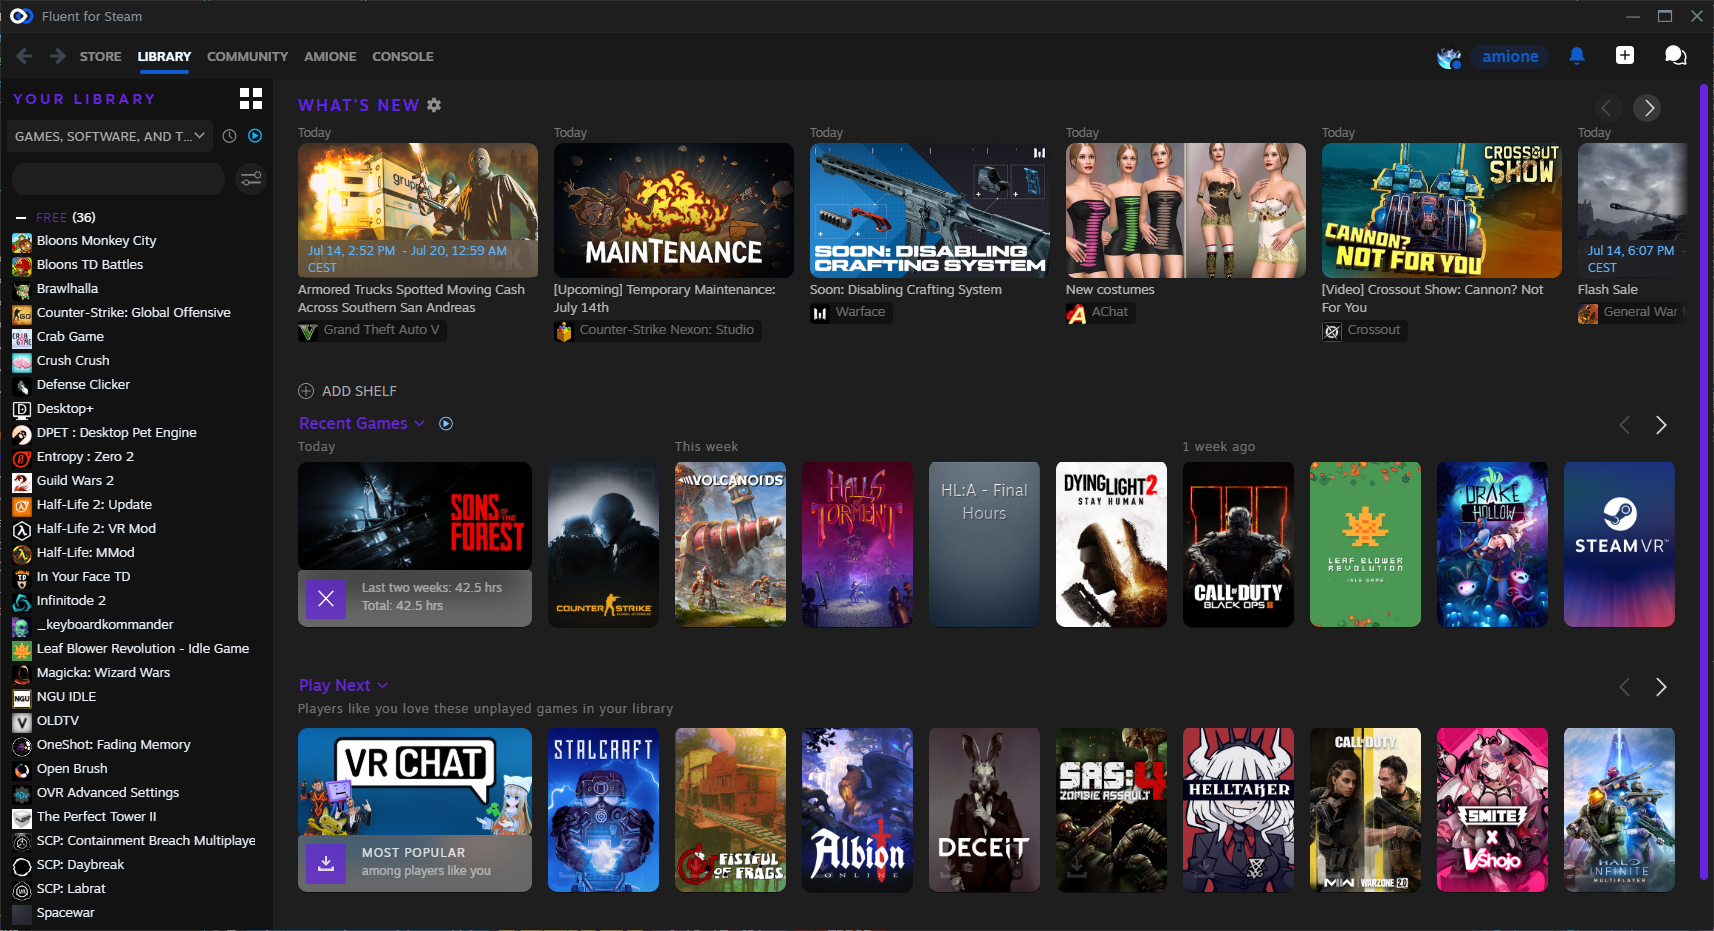 Fluent for Steam
STORE LIBRARY COMMUNITY AMIONE CONSOLE
amione
YOUR LIBRARY
GAMES, SOFTWARE, AND T...
FREE (36)
Bloons Monkey City
Bloons TD Battles
Brawlhalla
Counter-Strike: Global Offensive
Crab Game
Crush Crush
Defense Clicker
Desktop+
DPET : Desktop Pet Engine
Entropy : Zero 2
Guild Wars 2
Half-Life 2: Update
Half-Life 2: VR Mod
Half-Life: MMod
In Your Face TD
Infinitode 2
_keyboardkommander
Leaf Blower Revolution - Idle Game
Magicka: Wizard Wars
NGU IDLE
OLDTV
OneShot: Fading Memory
Open Brush
OVR Advanced Settings
The Perfect Tower II
SCP: Containment Breach Multiplaye
SCP: Daybreak
SCP: Labrat
Spacewar
WHAT'S NEW
Today
gruppe
Jul 14, 2:52 PM - Jul 20, 12:59 AM
CEST
Armored Trucks Spotted Moving Cash
Across Southern San Andreas
Grand Theft Auto V
Today
MAINTENANCE
[Upcoming] Temporary Maintenance:
July 14th
Counter-Strike Nexon: Studio
Today
SOON: DISABLING
CRAFTING SYSTEM
Soon: Disabling Crafting System
Warface
Today
New costumes
AChat
Today
CROSSOUT
SHOW
CANNON?
NOT FOR YOU
[Video] Crossout Show: Cannon? Not
For You
Crossout
Today
Jul 14, 6:07 PM -
CEST
Flash Sale
General War
ADD SHELF
Recent Games
Today
SONS OF THE
FOREST
Last two weeks: 42.5 hrs
Total: 42.5 hrs
COUNTER STRIKE
This week
VOLCANOIDS
HALLS
OF
TORMENT
HL:A - Final
Hours
DYING LIGHT 2
STAY HUMAN
1 week ago
CALL OF DUTY
BLACK OPS III
LEAF BLOWER
REVOLUTION
IDLE GAME
DRAKE
HOLLOW
STEAM VR™
Play Next
Players like you love these unplayed games in your library
VRCHAT
MOST POPULAR
among players like you
STALCRAFT
FISTFUL
OF FRAGS
Albion
ONLINE
DECEIT
SAS:4
ZOMBIE ASSAULT
HELLTAKER
CALL OF DUTY
MW WARZONE 2.0
SMITE
X
VShojo
HALO
INFINITE
MULTIPLAYER